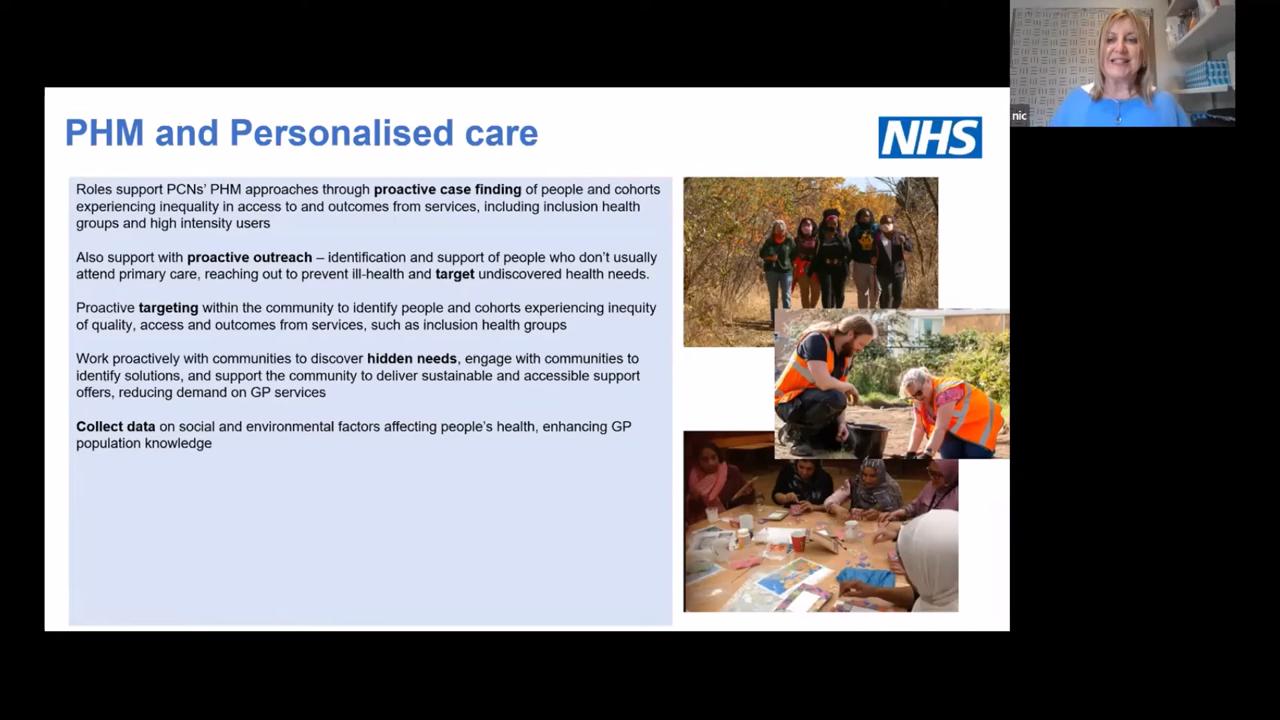 PHM and Personalised care
NHS
Roles support PCNs’ PHM approaches through proactive case finding of people and cohorts
experiencing inequality in access to and outcomes from services, including inclusion health
groups and high intensity users
Also support with proactive outreach – identification and support of people who don’t usually
attend primary care, reaching out to prevent ill-health and target undiscovered health needs.
Proactive targeting within the community to identify people and cohorts experiencing inequity
of quality, access and outcomes from services, such as inclusion health groups
Work proactively with communities to discover hidden needs, engage with communities to
identify solutions, and support the community to deliver sustainable and accessible support
offers, reducing demand on GP services
Collect data on social and environmental factors affecting people’s health, enhancing GP
population knowledge
nic